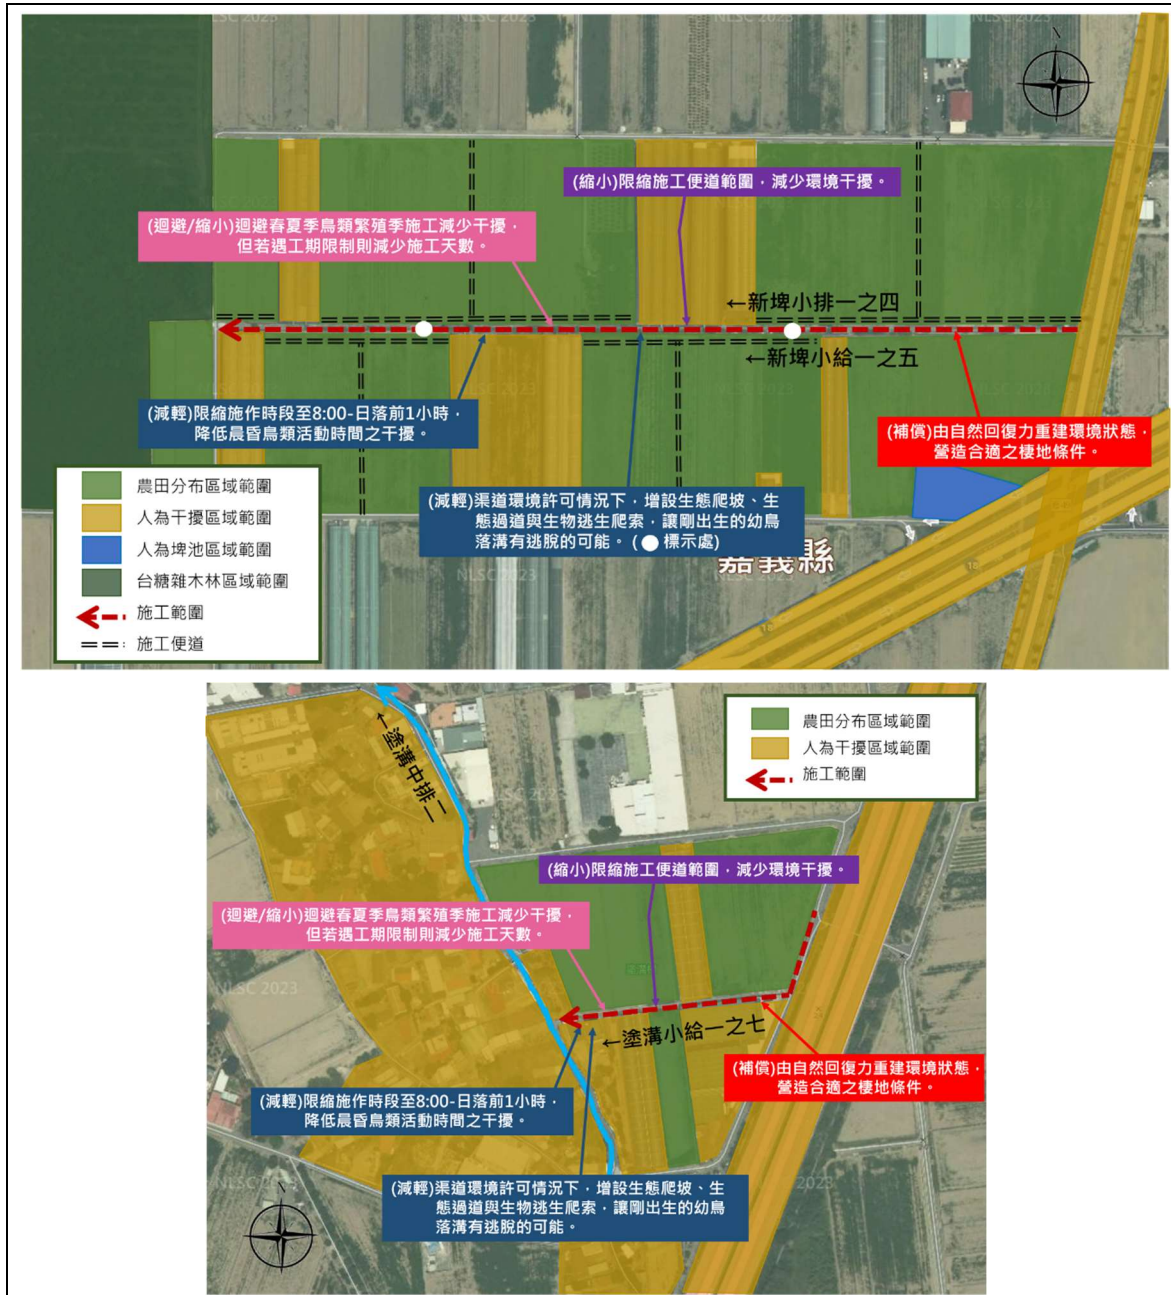 NLSC 2023
NLSC 2023
NLSC 2023
N
(縮小)限縮施工便道範圍，減少環境干擾。
(迴避/縮小)迴避春夏季鳥類繁殖季施工減少干擾，
但若遇工期限制則減少施工天數。
←新埤小排一之四
←新埤小給一之五
(減輕)限縮施作時段至8:00-日落前1小時，
降低晨昏鳥類活動時間之干擾。
(補償)由自然回復力重建環境狀態，
營造合適之棲地條件。
(減輕)渠道環境許可情況下，增設生態爬坡、生
態過道與生物逃生爬索，讓剛出生的幼鳥
落溝有逃脫的可能。(●標示處)
嘉義縣
NLSC 2023
NLSC 2023
農田分布區域範圍
人為干擾區域範圍
人為埤池區域範圍
台糖雜木林區域範圍
施工範圍
施工便道
農田分布區域範圍
人為干擾區域範圍
施工範圍
←塗溝中排二
(縮小)限縮施工便道範圍，減少環境干擾。
(迴避/縮小)迴避春夏季鳥類繁殖季施工減少干擾，
但若遇工期限制則減少施工天數。
NLSC 2023
←塗溝小給一之七
(補償)由自然回復力重建環境狀態，
營造合適之棲地條件。
(減輕)限縮施作時段至8:00-日落前1小時，
降低晨昏鳥類活動時間之干擾。
(減輕)渠道環境許可情況下，增設生態爬坡、生
態過道與生物逃生爬索，讓剛出生的幼鳥
落溝有逃脫的可能。
N